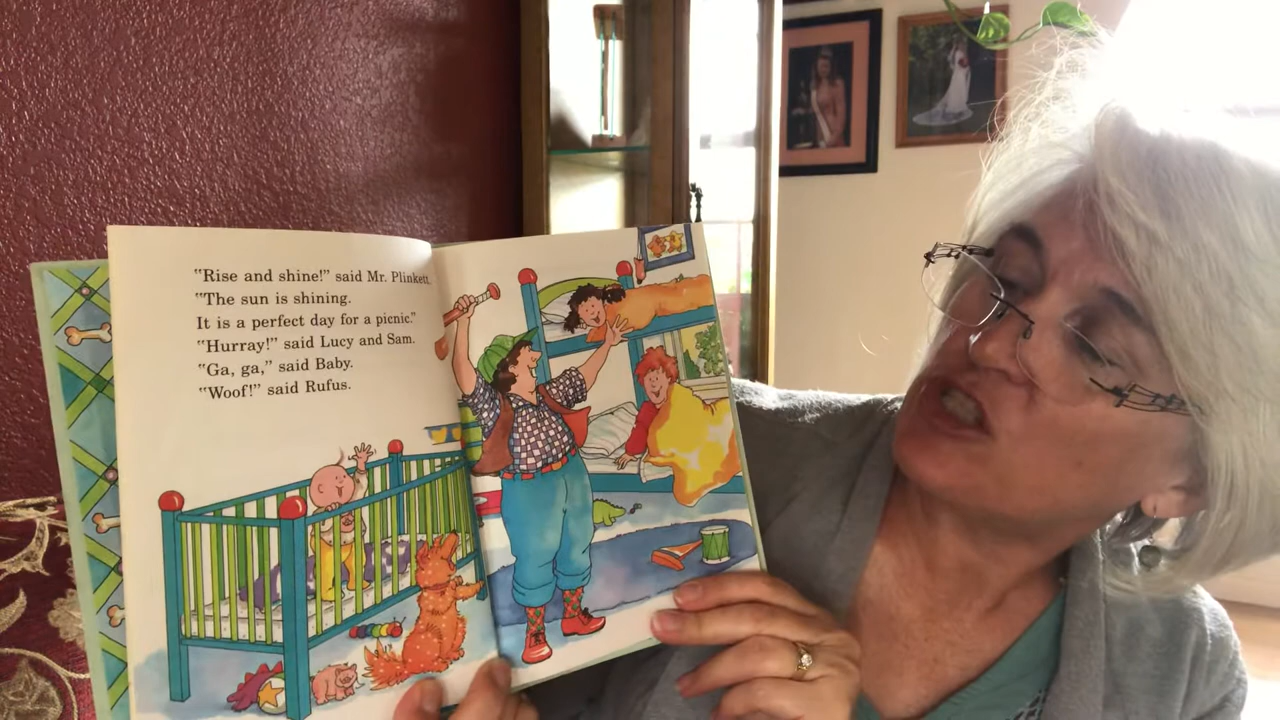 "Rise and shine!" said Mr. Plinkett.
"The sun is shining.
It is a perfect day for a picnic."
"Hurray!" said Lucy and Sam.
"Ga, ga," said Baby.
"Woof!" said Rufus.